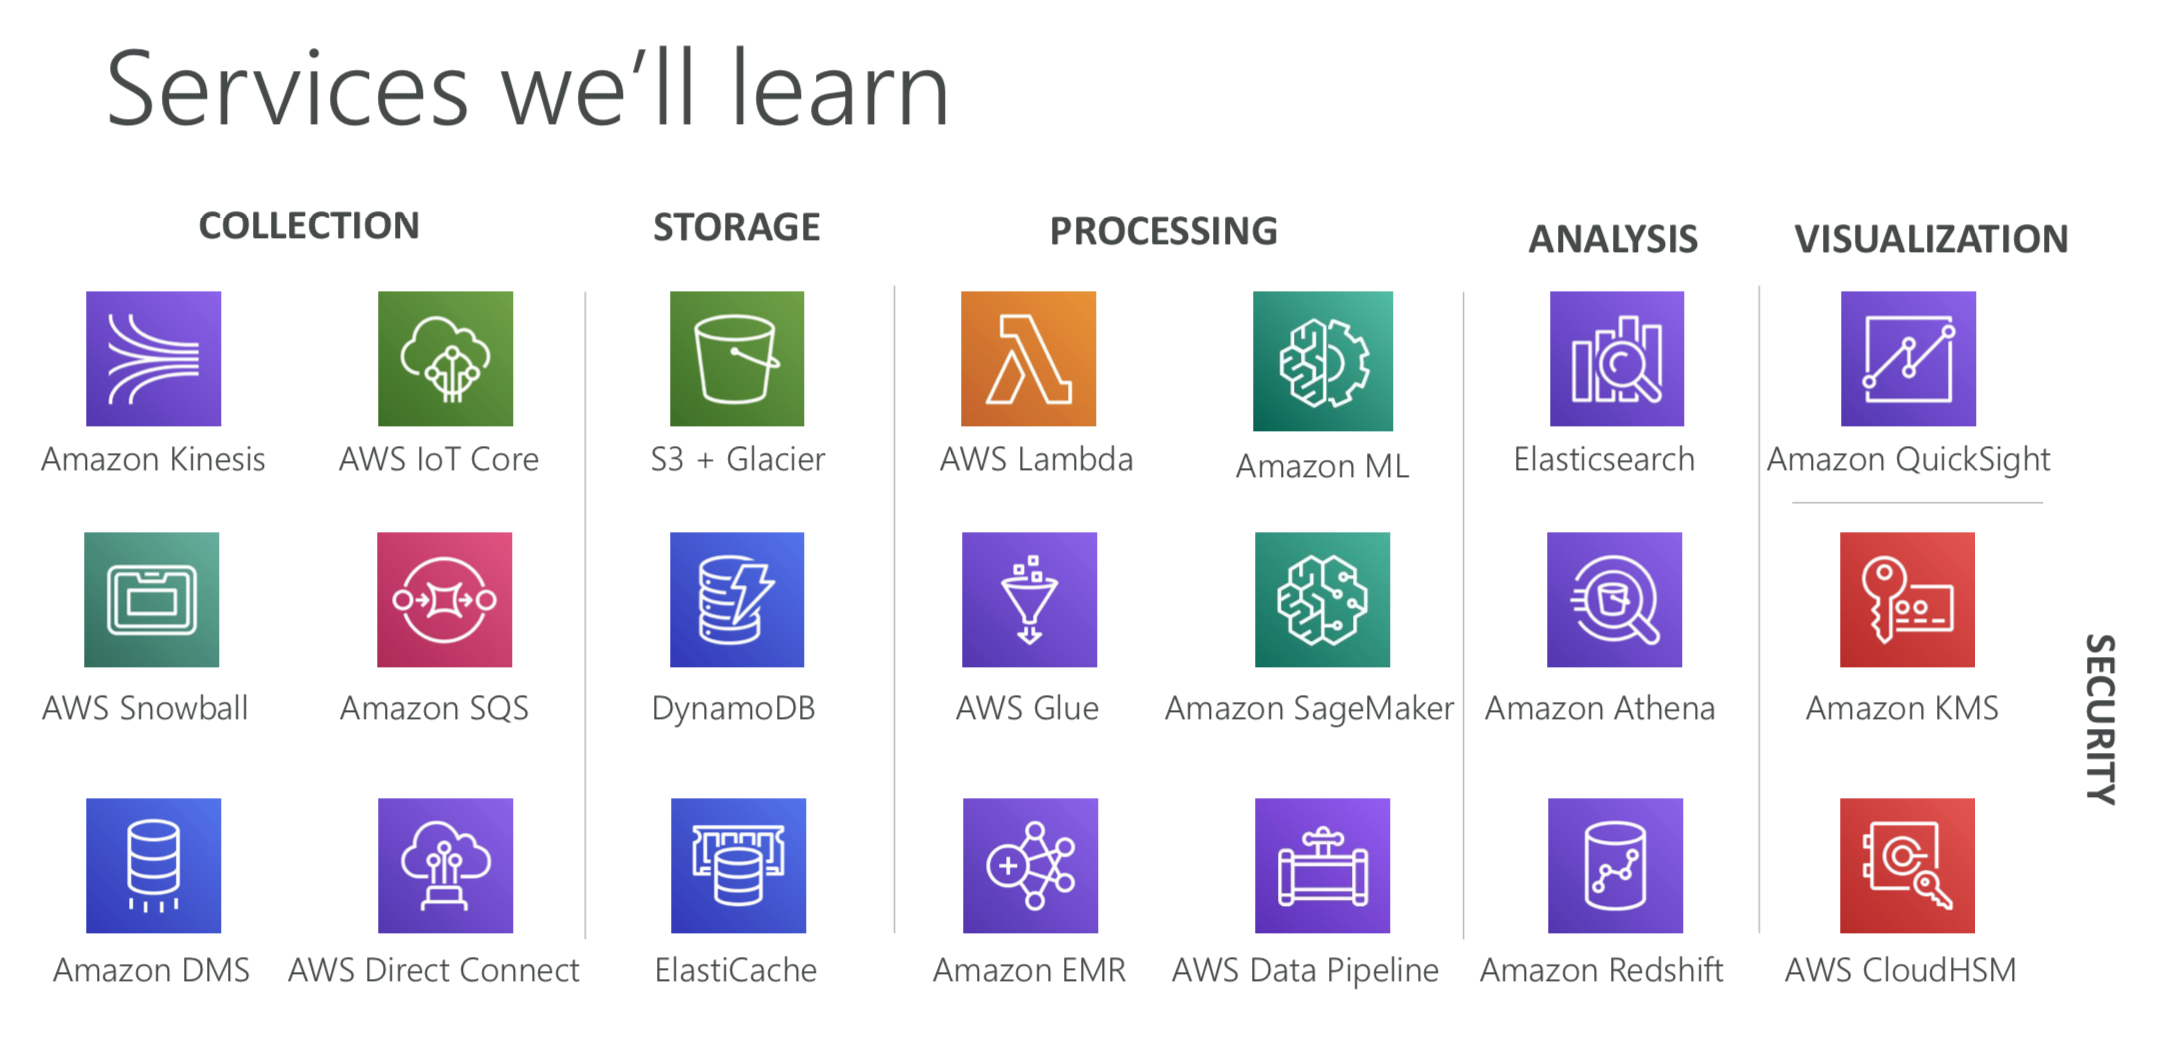 Services we’ll learn
COLLECTION
STORAGE
PROCESSING
ANALYSIS
VISUALIZATION
Amazon Kinesis
AWS IoT Core
S3 + Glacier
AWS Lambda
Amazon ML
Elasticsearch
Amazon QuickSight
AWS Snowball
Amazon SQS
DynamoDB
AWS Glue
Amazon SageMaker
Amazon Athena
Amazon KMS
SECURITY
Amazon DMS
AWS Direct Connect
ElastiCache
Amazon EMR
AWS Data Pipeline
Amazon Redshift
AWS CloudHSM